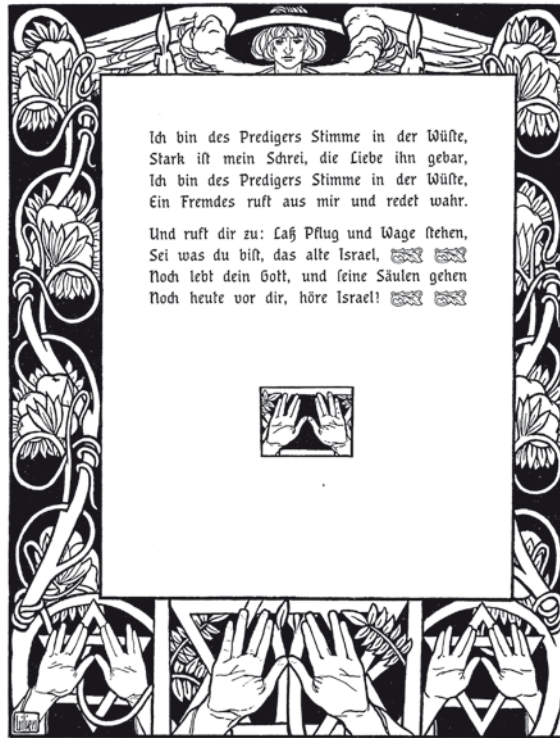 Ich bin des Predigers Stimme in der Wüſte,
Stark iſt mein Schrei, die Liebe ihn gebar,
Ich bin des Predigers Stimme in der Wüſte,
Ein Fremdes ruft aus mir und redet wahr.
Und ruft dir zu: Laß Pflug und Wage ſtehen,
Sei was du biſt, das alte Israel,
Noch lebt dein Gott, und ſeine Säulen gehen
Noch heute vor dir, höre Israel!
Lilien